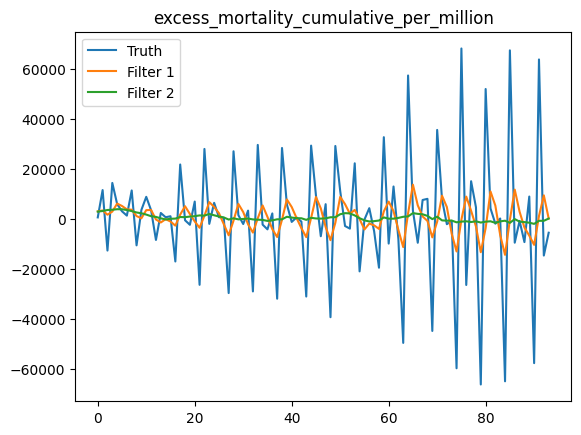 excess_mortality_cumulative_per_million
Truth
Filter 1
Filter 2
60000
40000
20000
0
−20000
−40000
−60000
0 20 40 60 80